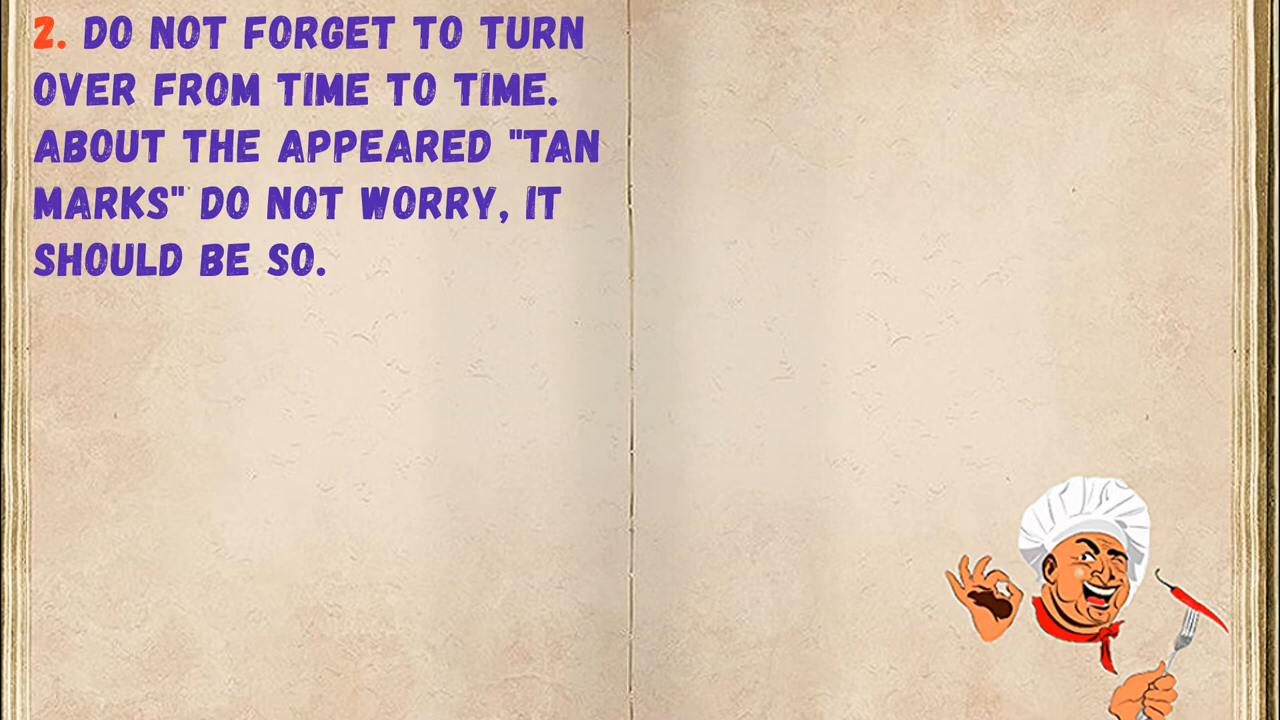 2. DO NOT FORGET TO TURN
OVER FROM TIME TO TIME.
ABOUT THE APPEARED "TAN
MARKS" DO NOT WORRY, IT
SHOULD BE SO.